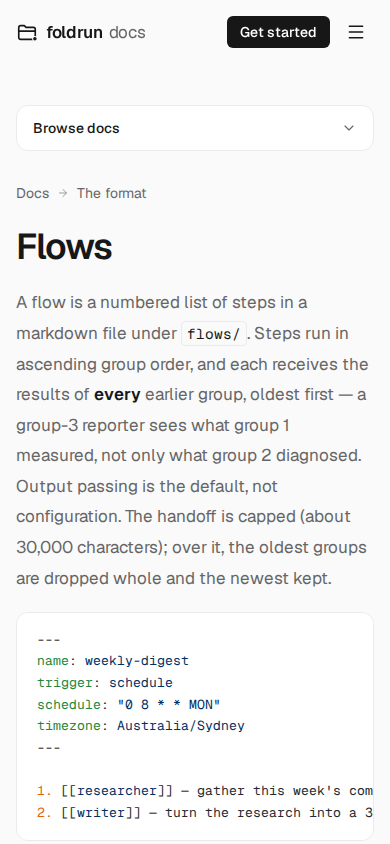 foldrun docs
Get started
Browse docs
Docs → The format
Flows
A flow is a numbered list of steps in a
markdown file under flows/. Steps run in
ascending group order, and each receives the
results of every earlier group, oldest first — a
group-3 reporter sees what group 1
measured, not only what group 2 diagnosed.
Output passing is the default, not
configuration. The handoff is capped (about
30,000 characters); over it, the oldest groups
are dropped whole and the newest kept.
---
name: weekly-digest
trigger: schedule
schedule: "0 8 * * MON"
timezone: Australia/Sydney
---
1. [[researcher]] — gather this week's com
2. [[writer]] — turn the research into a 3